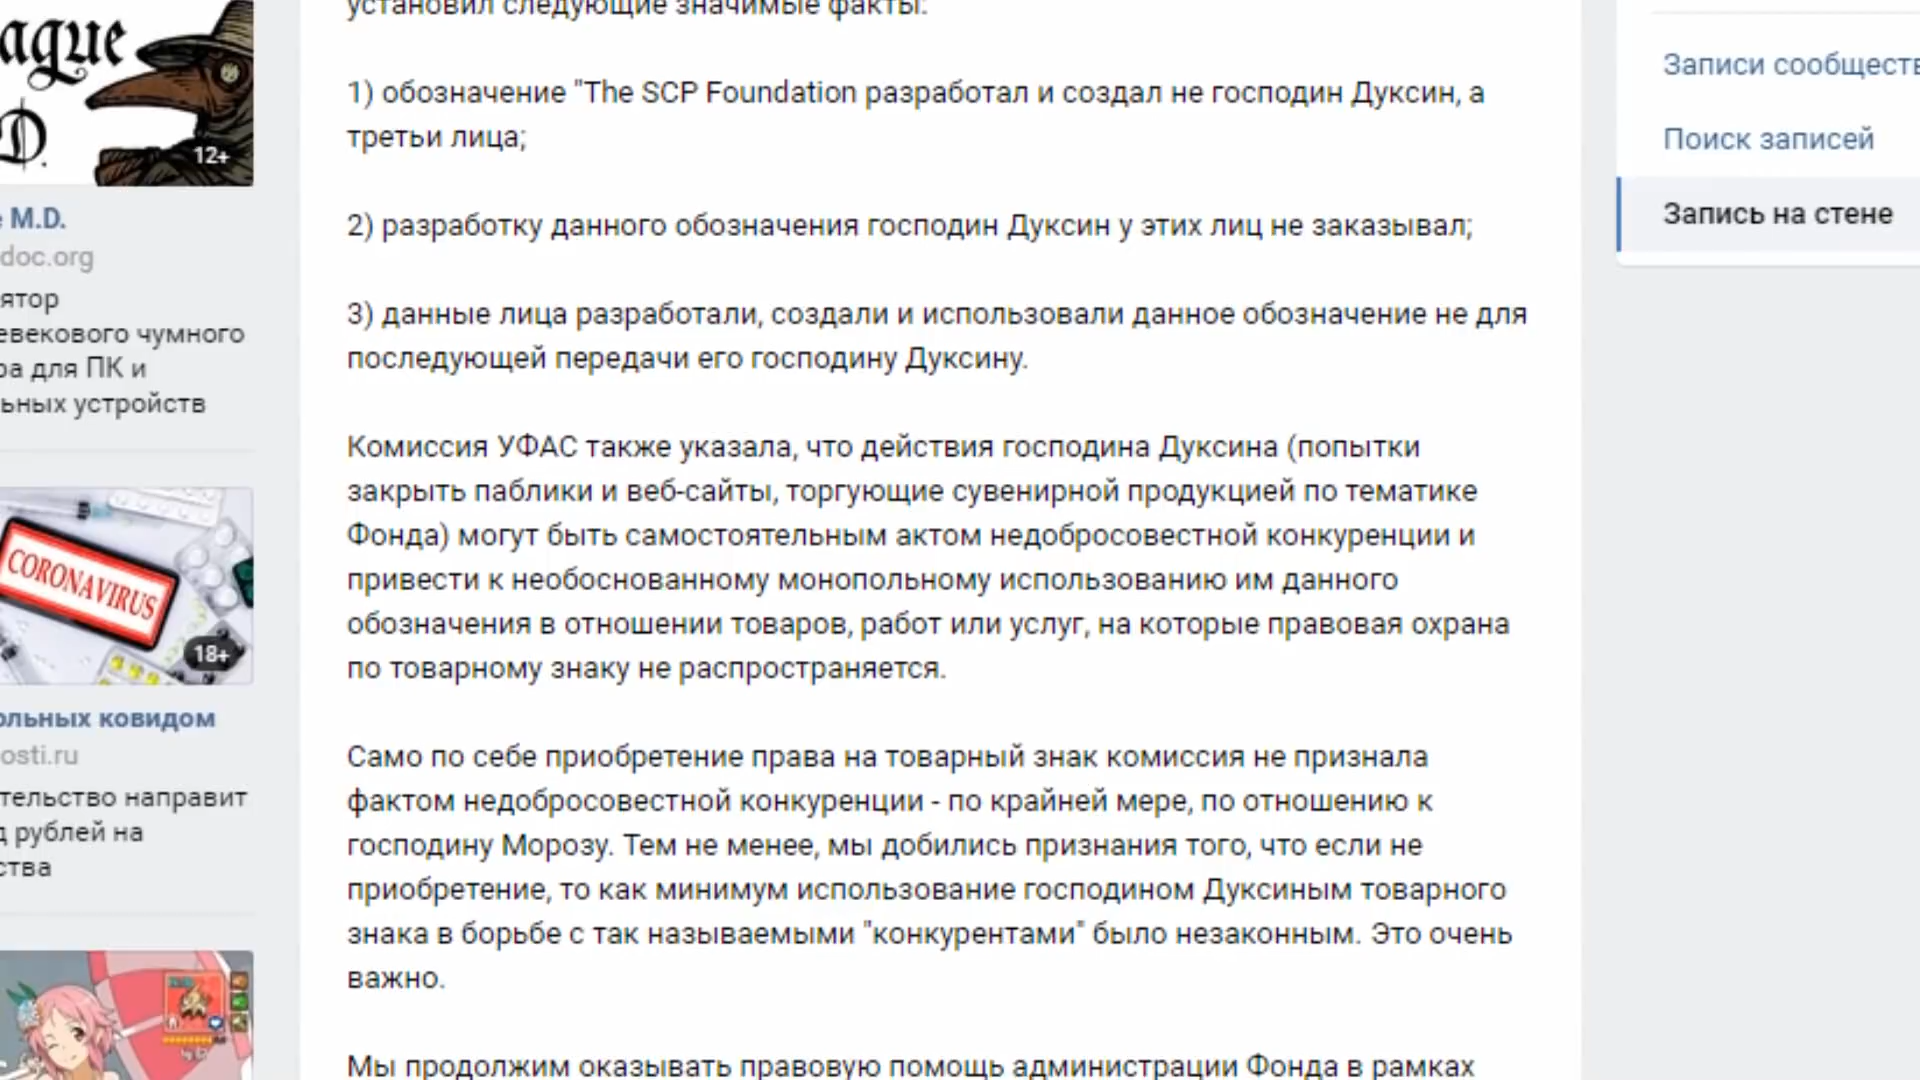 ague
D.
12+
M.D.
doc.org
ятор
евекового чумного
ра для ПК и
ьных устройств
CORONAVIRUS
18+
ольных ковидом
osti.ru
тельство направит
д рублей на
ства
установил следующие значимые факты:
1) обозначение "The SCP Foundation разработал и создал не господин Дуксин, а
третьи лица;
2) разработку данного обозначения господин Дуксин у этих лиц не заказывал;
3) данные лица разработали, создали и использовали данное обозначение не для
последующей передачи его господину Дуксину.
Комиссия УФАС также указала, что действия господина Дуксина (попытки
закрыть паблики и веб-сайты, торгующие сувенирной продукцией по тематике
Фонда) могут быть самостоятельным актом недобросовестной конкуренции и
привести к необоснованному монопольному использованию им данного
обозначения в отношении товаров, работ или услуг, на которые правовая охрана
по товарному знаку не распространяется.
Само по себе приобретение права на товарный знак комиссия не признала
фактом недобросовестной конкуренции - по крайней мере, по отношению к
господину Морозу. Тем не менее, мы добились признания того, что если не
приобретение, то как минимум использование господином Дуксиным товарного
знака в борьбе с так называемыми "конкурентами" было незаконным. Это очень
важно.
Мы продолжим оказывать правовую помощь администрации Фонда в рамках
Записи сообществ
Поиск записей
Запись на стене